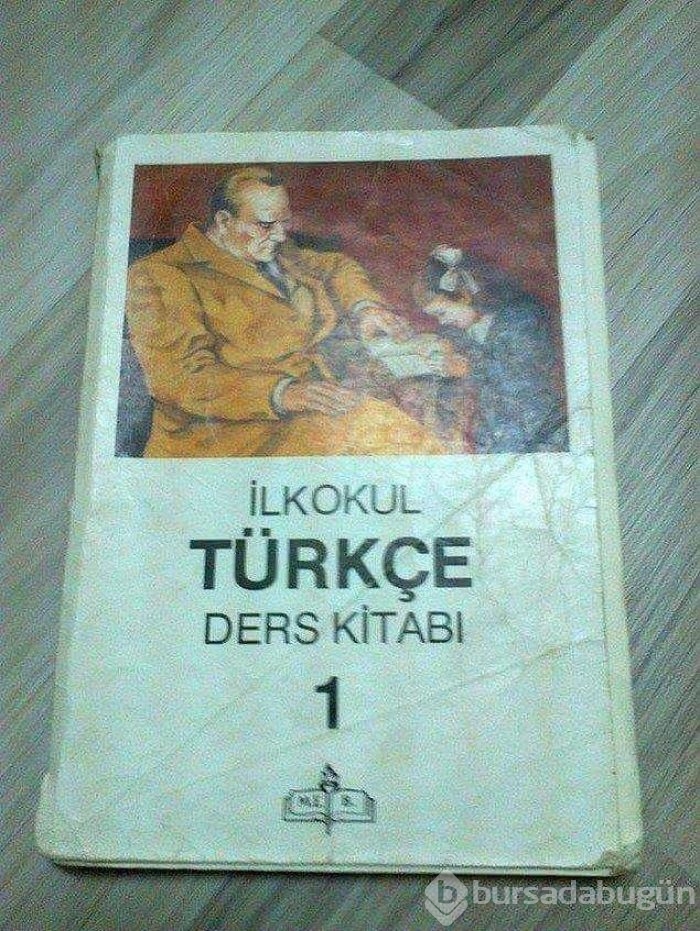 İLKOKUL
TÜRKÇE
DERS KİTABI
1
M.E. B.
b bursadabugün